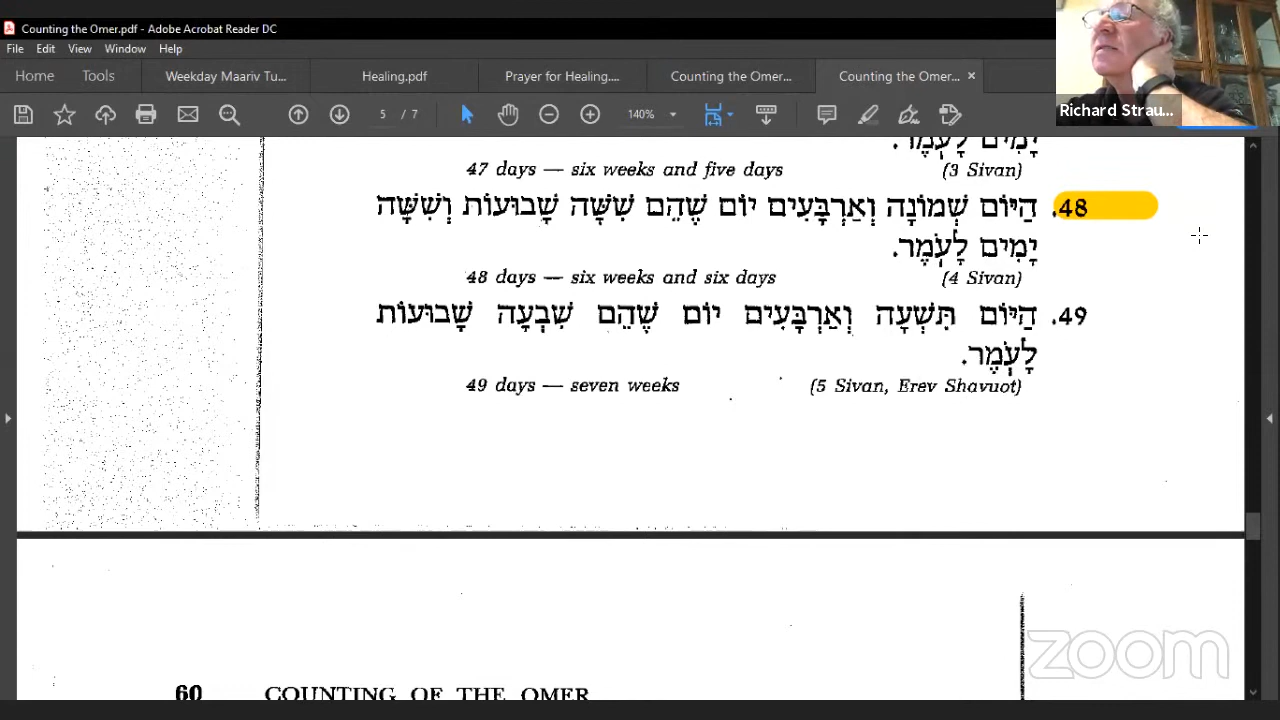 Counting the Omer.pdf - Adobe Acrobat Reader DC
File Edit View Window Help
Home Tools Weekday Maariv Tu... Healing.pdf Prayer for Healing.... Counting the Omer... Counting the Omer... ×
5 / 7 140%
Richard Strau...
יָמִים לָעֹֽמֶר.
47 days — six weeks and five days (3 Sivan)
48. הַיּוֹם שְׁמוֹנָה וְאַרְבָּעִים יוֹם שֶׁהֵם שִׁשָּׁה שָׁבוּעוֹת וְשִׁשָּׁה
יָמִים לָעֹֽמֶר.
48 days — six weeks and six days (4 Sivan)
49. הַיּוֹם תִּשְׁעָה וְאַרְבָּעִים יוֹם שֶׁהֵם שִׁבְעָה שָׁבוּעוֹת
לָעֹֽמֶר.
49 days — seven weeks (5 Sivan, Erev Shavuot)
60 COUNTING OF THE OMER
zoom